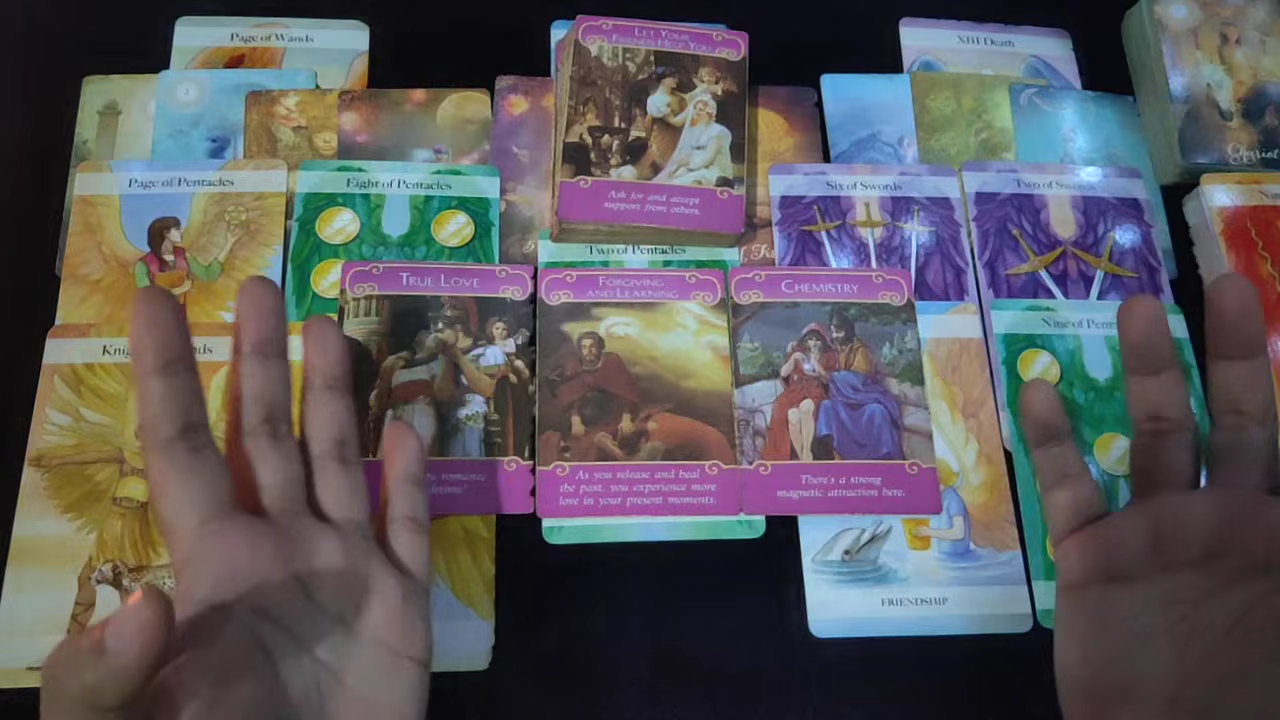 Page of Wands
LET YOUR
FRIENDS HELP YOU
Ask for and accept
support from others.
XIII Death
Page of Pentacles
Eight of Pentacles
Two of Pentacles
Six of Swords
Two of Swords
TRUE LOVE
romance
FORGIVING
AND LEARNING
As you release and heal
the past, you experience more
love in your present moments.
CHEMISTRY
There's a strong
magnetic attraction here.
Nine of
FRIENDSHIP